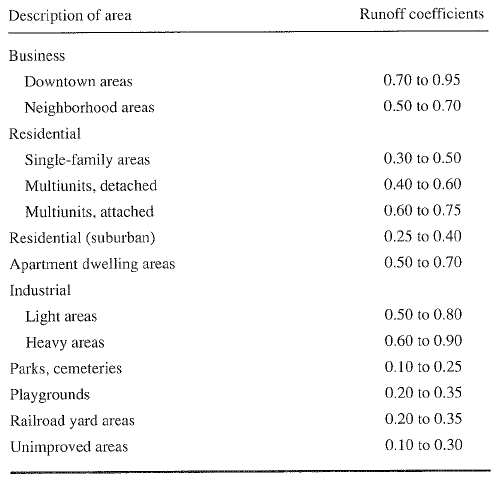 Description of area Runoff coefficients
Business
Downtown areas 0.70 to 0.95
Neighborhood areas 0.50 to 0.70
Residential
Single-family areas 0.30 to 0.50
Multiunits, detached 0.40 to 0.60
Multiunits, attached 0.60 to 0.75
Residential (suburban) 0.25 to 0.40
Apartment dwelling areas 0.50 to 0.70
Industrial
Light areas 0.50 to 0.80
Heavy areas 0.60 to 0.90
Parks, cemeteries 0.10 to 0.25
Playgrounds 0.20 to 0.35
Railroad yard areas 0.20 to 0.35
Unimproved areas 0.10 to 0.30